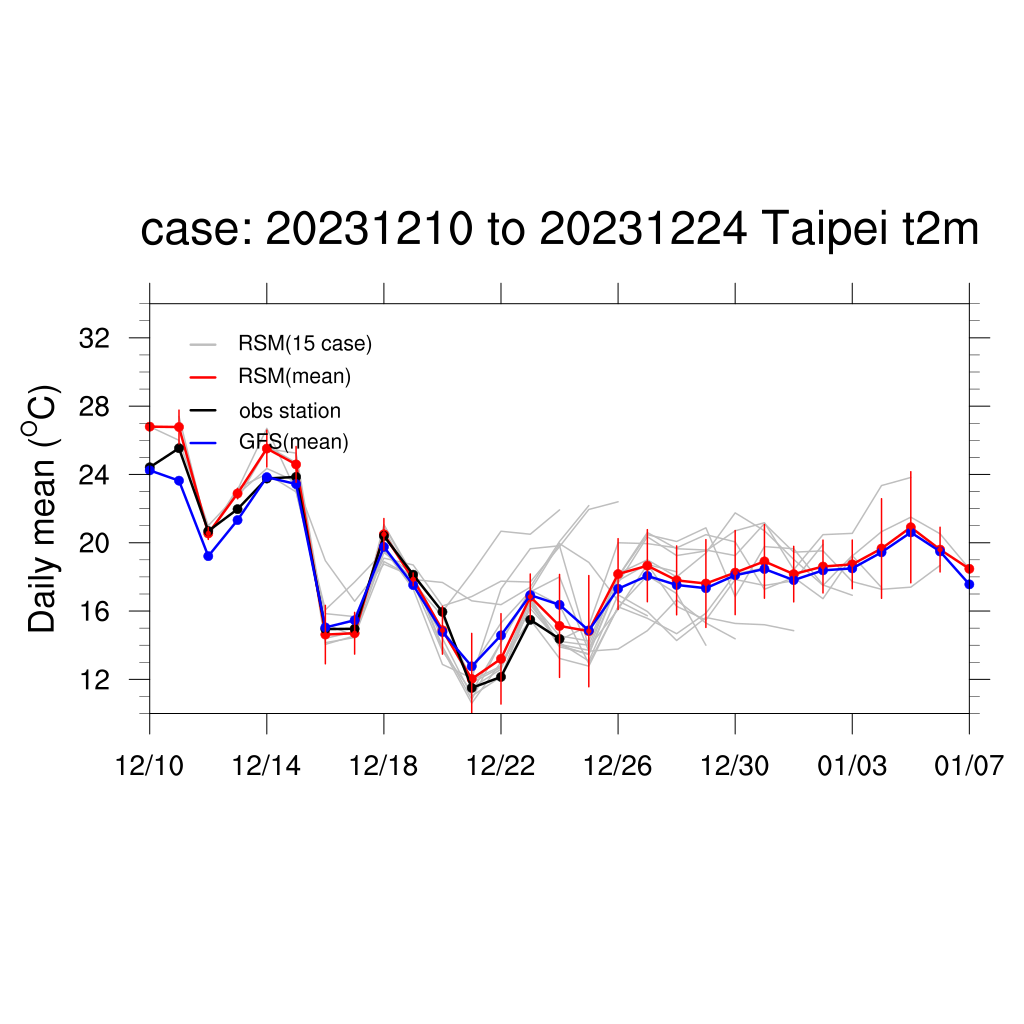 case: 20231210 to 20231224 Taipei t2m
Daily mean (°C)
32
28
24
20
16
12
RSM(15 case)
RSM(mean)
obs station
GFS(mean)
12/10 12/14 12/18 12/22 12/26 12/30 01/03 01/07